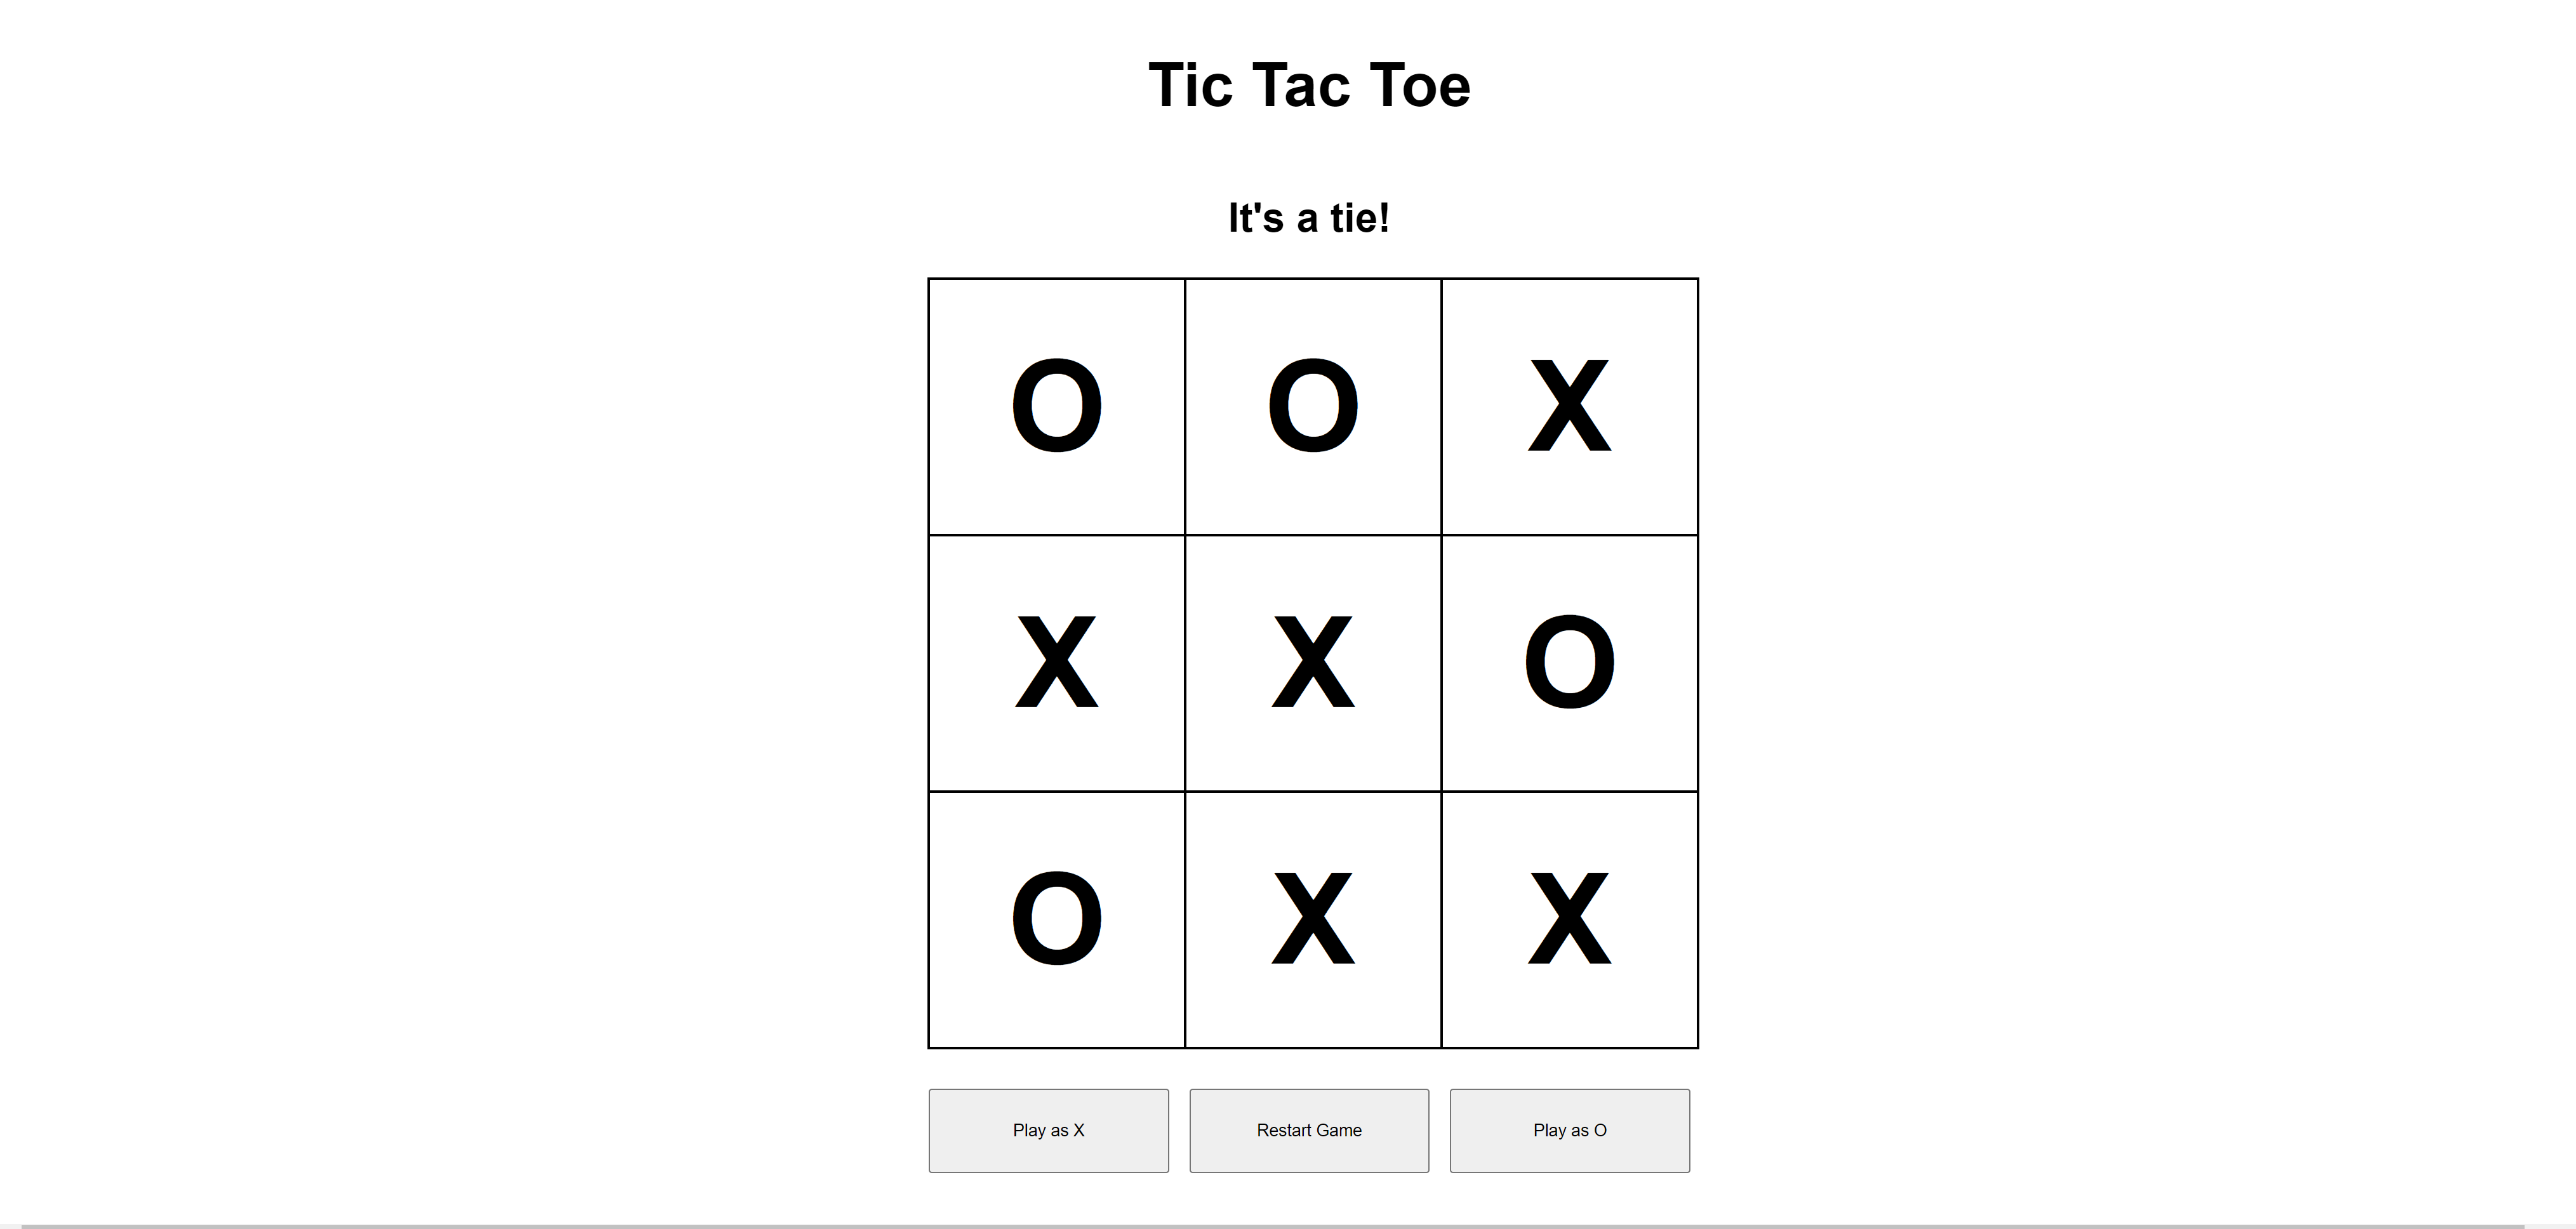 Tic Tac Toe
It's a tie!
O O X
X X O
O X X
Play as X Restart Game Play as O